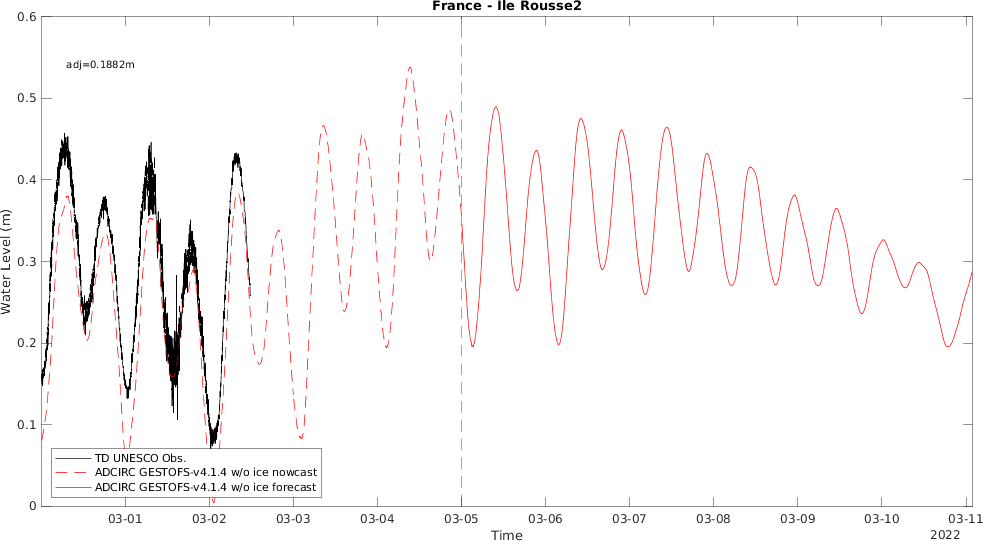 France - Ile Rousse2
adj=0.1882m
Water Level (m)
0.6
0.5
0.4
0.3
0.2
0.1
0
TD UNESCO Obs.
ADCIRC GESTOFS-v4.1.4 w/o ice nowcast
ADCIRC GESTOFS-v4.1.4 w/o ice forecast
03-01 03-02 03-03 03-04 03-05 03-06 03-07 03-08 03-09 03-10 03-11
Time
2022